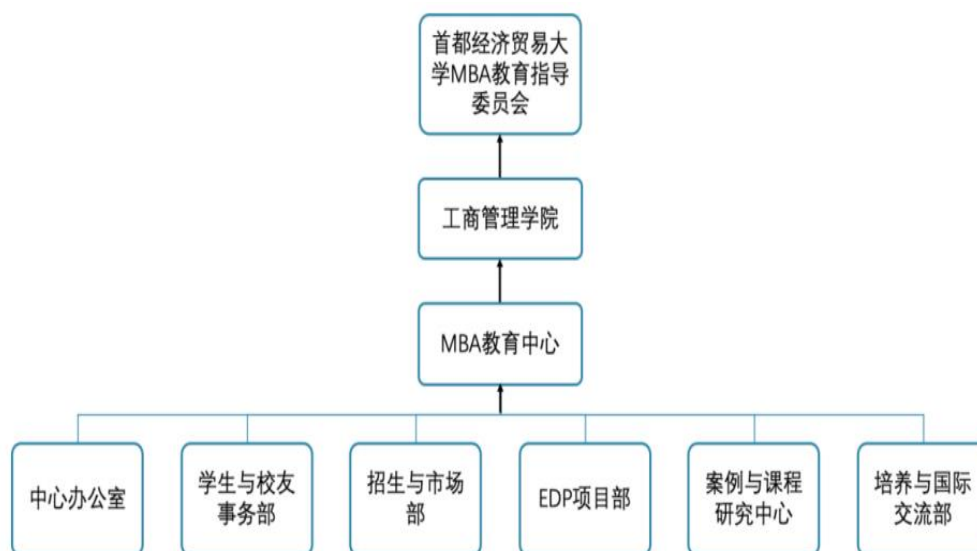 首都经济贸易大
学MBA教育指导
委员会
工商管理学院
MBA教育中心
中心办公室
学生与校友
事务部
招生与市场
部
EDP项目部
案例与课程
研究中心
培养与国际
交流部